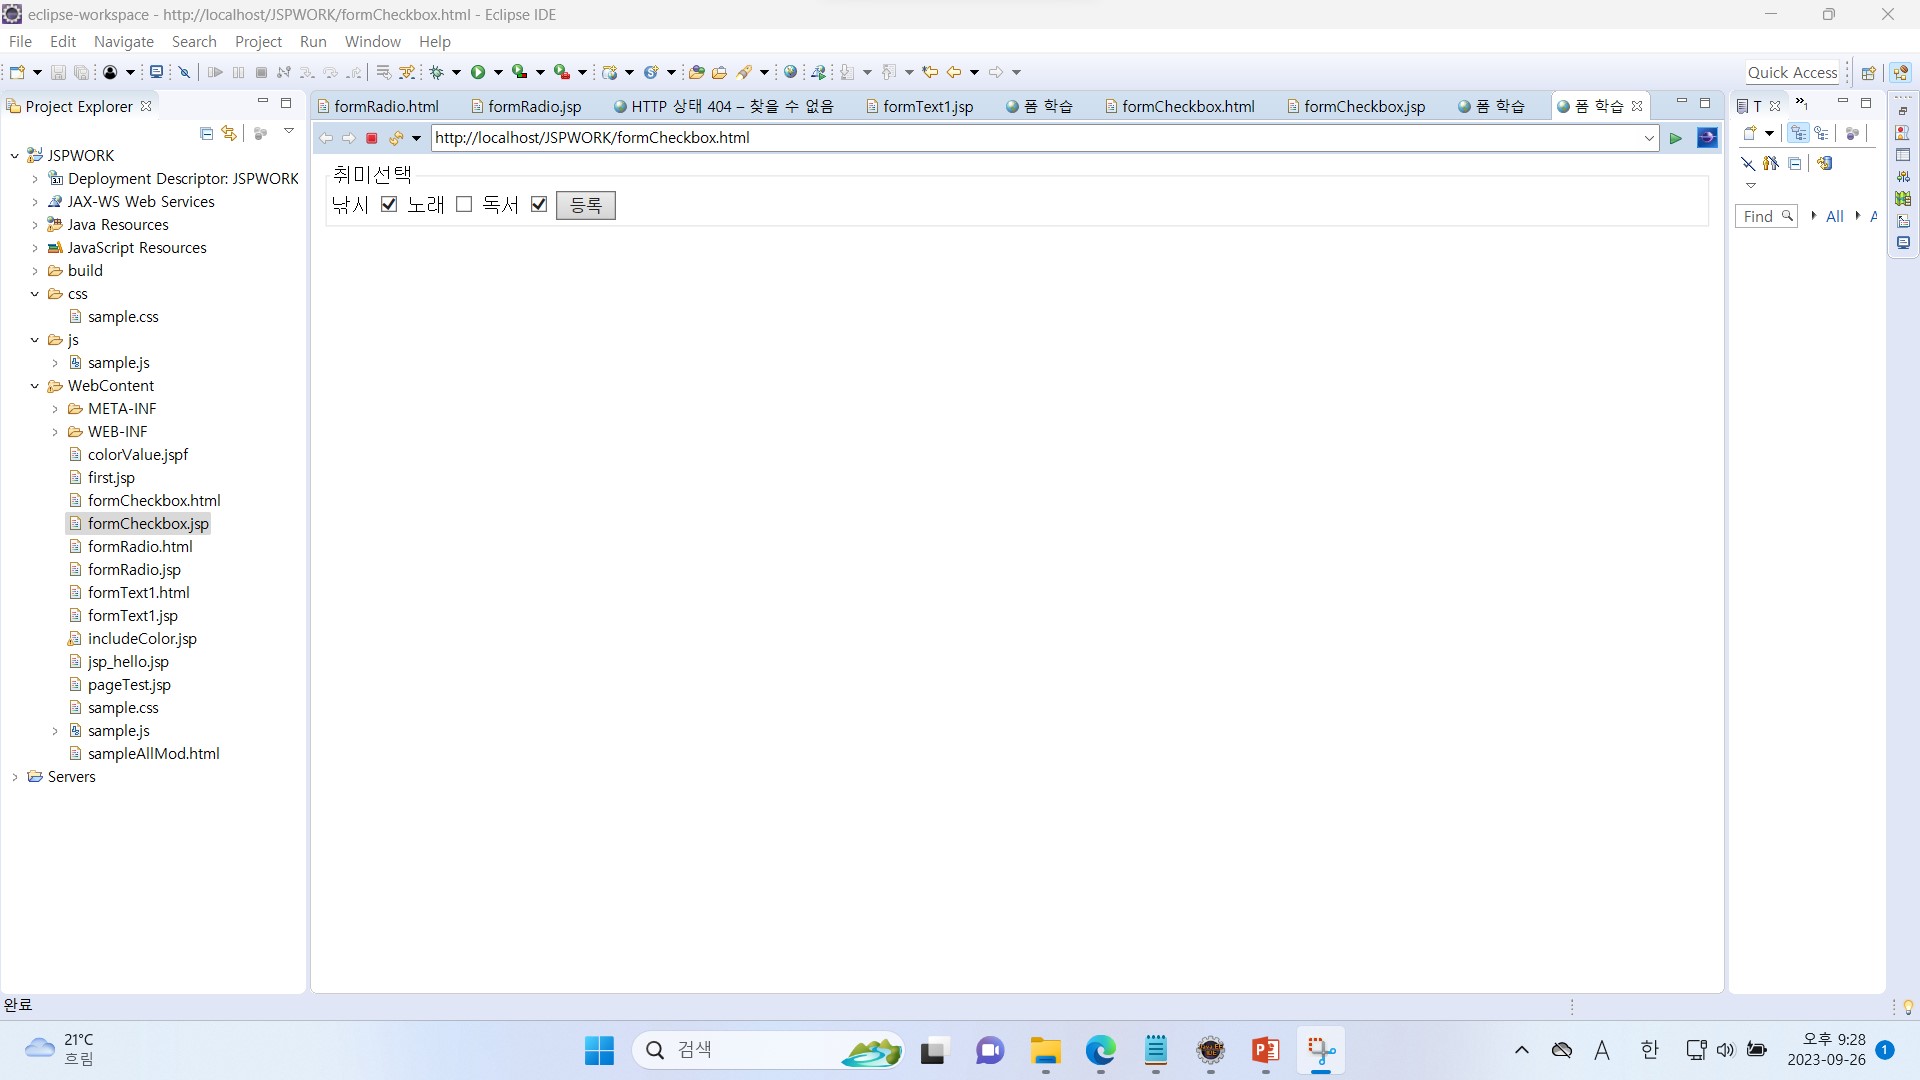 eclipse-workspace - http://localhost/JSPWORK/formCheckbox.html - Eclipse IDE
File Edit Navigate Search Project Run Window Help
Quick Access
Project Explorer
formRadio.html formRadio.jsp HTTP 상태 404 – 찾을 수 없음 formText1.jsp 폼 학습 formCheckbox.html formCheckbox.jsp 폼 학습 폼 학습
T
http://localhost/JSPWORK/formCheckbox.html
JSPWORK
Deployment Descriptor: JSPWORK
JAX-WS Web Services
Java Resources
JavaScript Resources
build
css
sample.css
js
sample.js
WebContent
META-INF
WEB-INF
colorValue.jspf
first.jsp
formCheckbox.html
formCheckbox.jsp
formRadio.html
formRadio.jsp
formText1.html
formText1.jsp
includeColor.jsp
jsp_hello.jsp
pageTest.jsp
sample.css
sample.js
sampleAllMod.html
Servers
취미선택
낚시 노래 독서 등록
Find All A
완료
21°C
흐림
검색
A 한
오후 9:28
2023-09-26
1